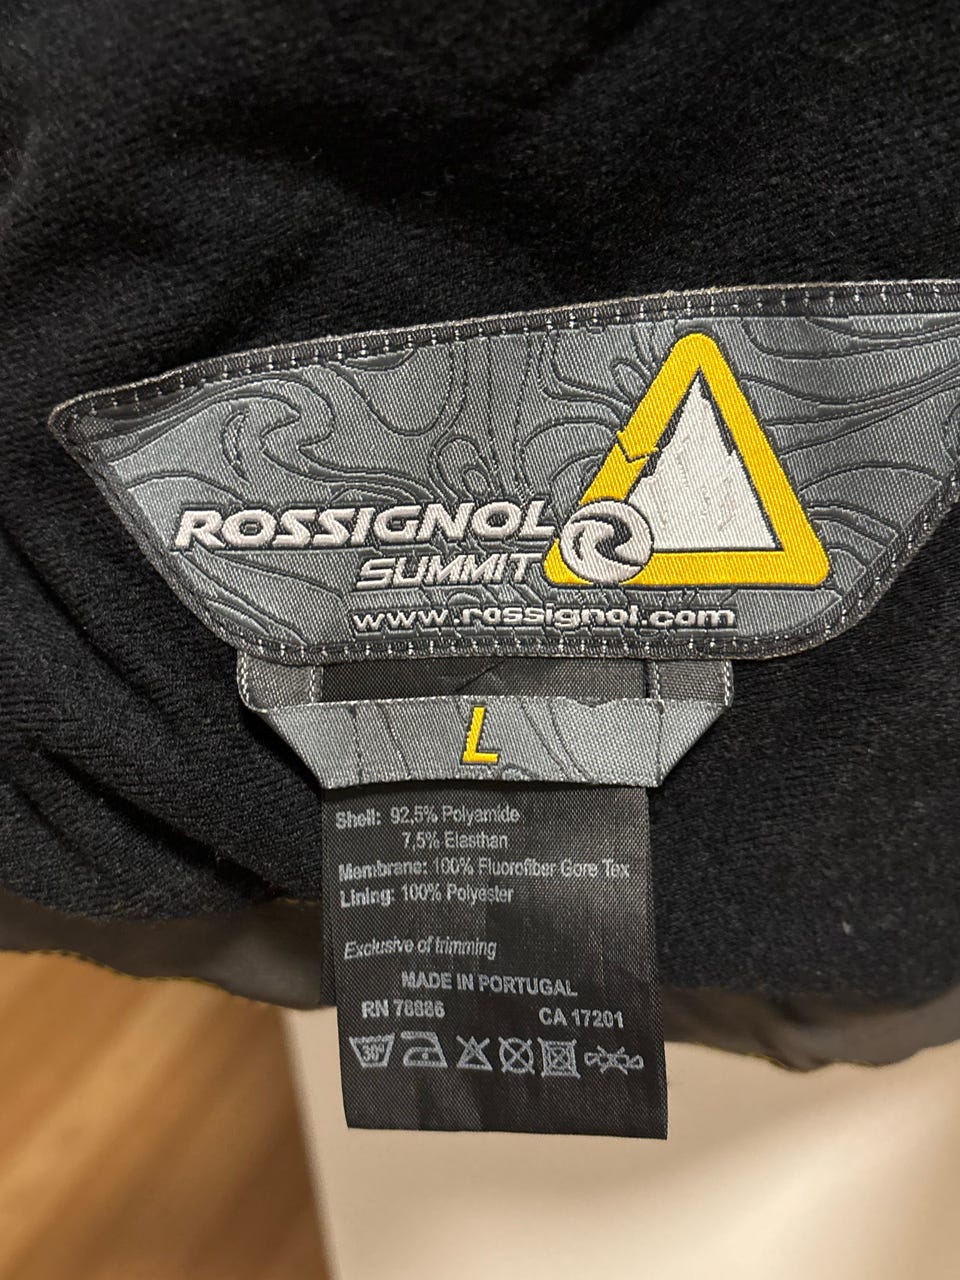 ROSSIGNOL
SUMMIT
www.rossignol.com
L
Shell: 92,5% Polyamide
7,5% Elasthan
Membrane: 100% Fluorofiber Gore Tex
Lining: 100% Polyester
Exclusive of trimming
MADE IN PORTUGAL
RN 78886 CA 17201
30°